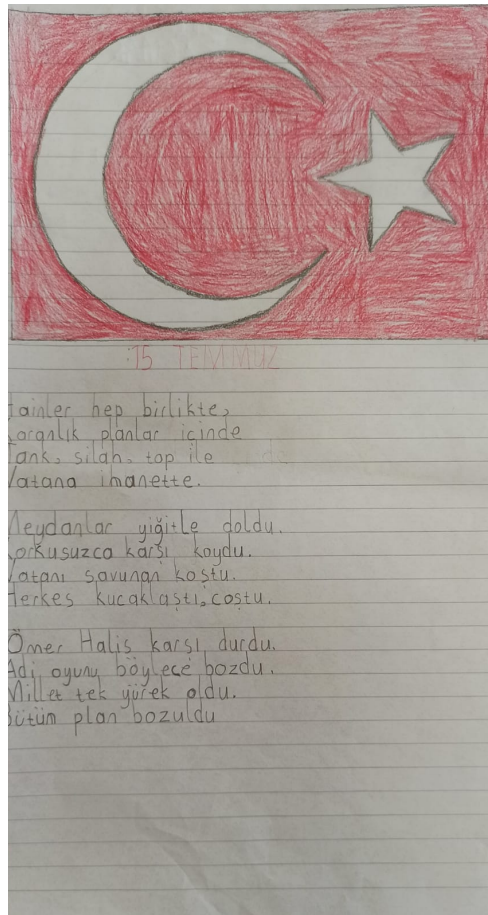 15 TEMMUZ
Hainler hep birlikte,
Karanlık planlar içinde
Tank, silah, top ile
Vatana ihanette.
Meydanlar yiğitle doldu.
Korkusuzca karşı koydu.
Vatanı savunan koştu.
Herkes kucaklaştı, coştu.
Ömer Halis karşı durdu.
Adi oyunu böylece bozdu.
Millet tek yürek oldu.
Bütüm plan bozuldu